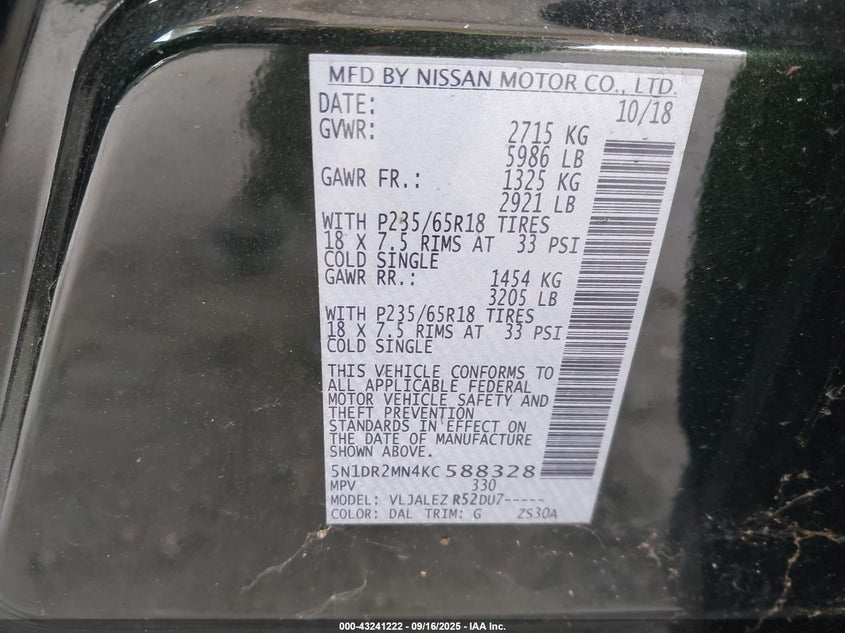 MFD BY NISSAN MOTOR CO., LTD.
DATE: 10/18
GVWR: 2715 KG
5986 LB
GAWR FR.: 1325 KG
2921 LB
WITH P235/65R18 TIRES
18 X 7.5 RIMS AT 33 PSI
COLD SINGLE
GAWR RR.: 1454 KG
3205 LB
WITH P235/65R18 TIRES
18 X 7.5 RIMS AT 33 PSI
COLD SINGLE
THIS VEHICLE CONFORMS TO
ALL APPLICABLE FEDERAL
MOTOR VEHICLE SAFETY AND
THEFT PREVENTION
STANDARDS IN EFFECT ON
THE DATE OF MANUFACTURE
SHOWN ABOVE.
5N1DR2MN4KC588328
MPV 330
MODEL: VLJALEZ R52DU7-----
COLOR: DAL TRIM: G ZS30A
000-43241222 - 09/16/2025 - IAA Inc.